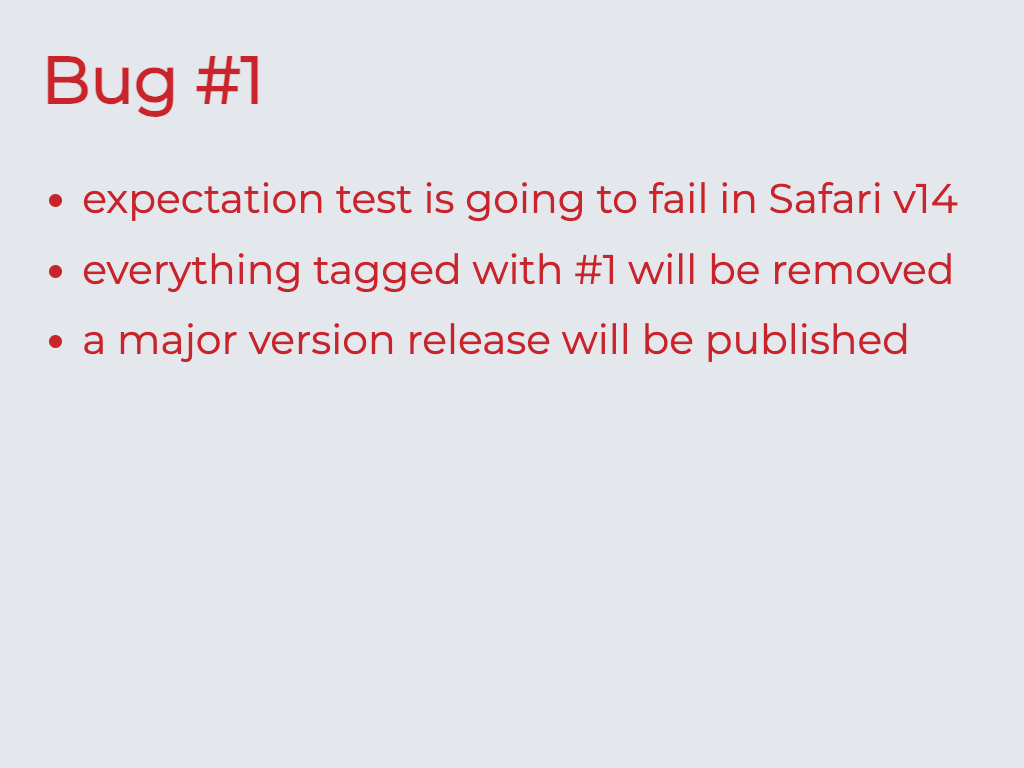 Bug #1
• expectation test is going to fail in Safari v14
• everything tagged with #1 will be removed
• a major version release will be published